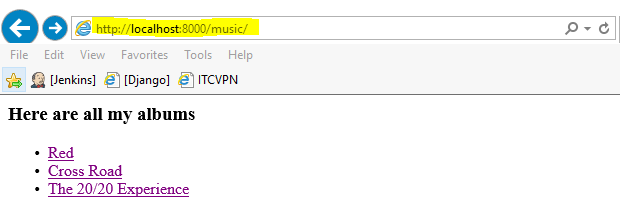 http://localhost:8000/music/
File Edit View Favorites Tools Help
[Jenkins] [Django] ITCVPN
Here are all my albums
• Red
• Cross Road
• The 20/20 Experience